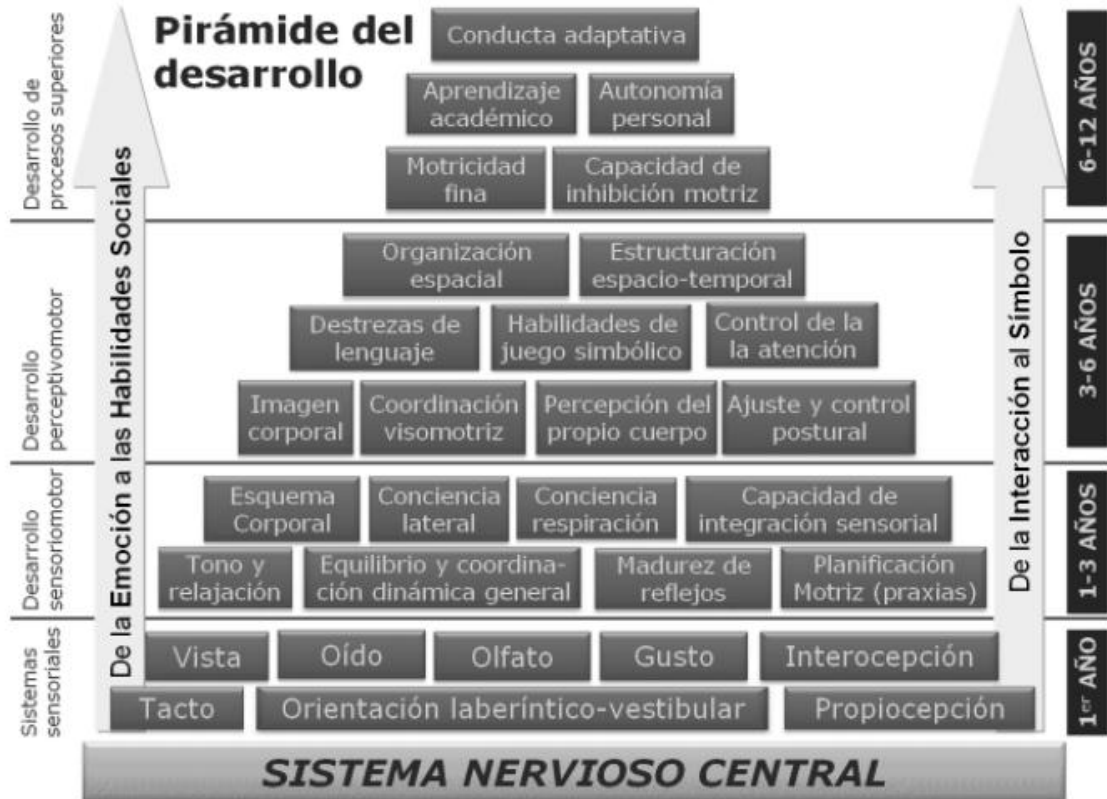 Pirámide del
desarrollo
Conducta adaptativa
Aprendizaje
académico
Autonomía
personal
Motricidad
fina
Capacidad de
inhibición motriz
Desarrollo de
procesos superiores
6-12 AÑOS
Organización
espacial
Estructuración
espacio-temporal
Destrezas de
lenguaje
Habilidades de
juego simbólico
Control de la
la atención
Imagen
corporal
Coordinación
visomotriz
Percepción del
propio cuerpo
Ajuste y control
postural
Desarrollo
perceptivomotor
3-6 AÑOS
Esquema
Corporal
Conciencia
lateral
Conciencia
respiración
Capacidad de
integración sensorial
Tono y
relajación
Equilibrio y coordina-
ción dinámica general
Madurez de
reflejos
Planificación
Motriz (praxias)
Desarrollo
sensoriomotor
1-3 AÑOS
Vista
Oído
Olfato
Gusto
Interocepción
Tacto
Orientación laberíntico-vestibular
Propiocepción
Sistemas
sensoriales
1er AÑO
De la Emoción a las Habilidades Sociales
De la Interacción al Símbolo
SISTEMA NERVIOSO CENTRAL